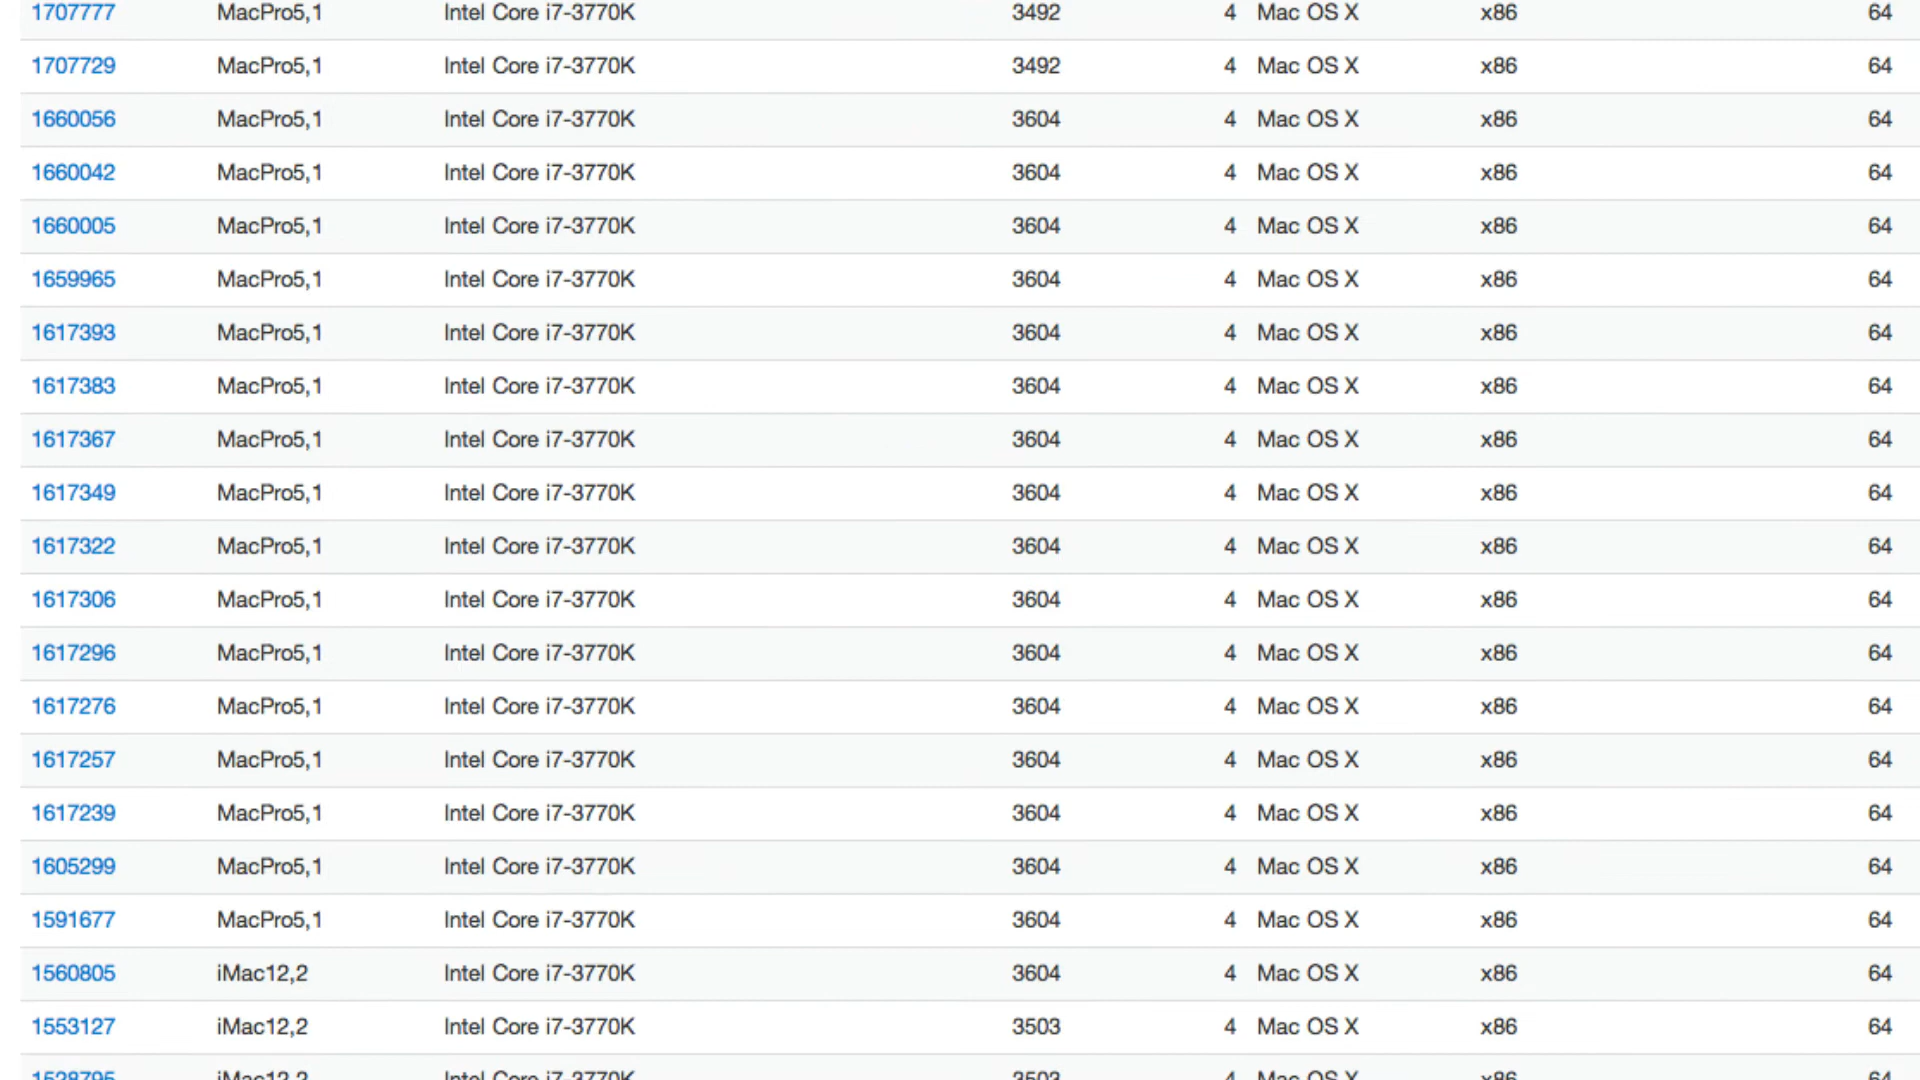 1707777 MacPro5,1 Intel Core i7-3770K 3492 4 Mac OS X x86 64
1707729 MacPro5,1 Intel Core i7-3770K 3492 4 Mac OS X x86 64
1660056 MacPro5,1 Intel Core i7-3770K 3604 4 Mac OS X x86 64
1660042 MacPro5,1 Intel Core i7-3770K 3604 4 Mac OS X x86 64
1660005 MacPro5,1 Intel Core i7-3770K 3604 4 Mac OS X x86 64
1659965 MacPro5,1 Intel Core i7-3770K 3604 4 Mac OS X x86 64
1617393 MacPro5,1 Intel Core i7-3770K 3604 4 Mac OS X x86 64
1617383 MacPro5,1 Intel Core i7-3770K 3604 4 Mac OS X x86 64
1617367 MacPro5,1 Intel Core i7-3770K 3604 4 Mac OS X x86 64
1617349 MacPro5,1 Intel Core i7-3770K 3604 4 Mac OS X x86 64
1617322 MacPro5,1 Intel Core i7-3770K 3604 4 Mac OS X x86 64
1617306 MacPro5,1 Intel Core i7-3770K 3604 4 Mac OS X x86 64
1617296 MacPro5,1 Intel Core i7-3770K 3604 4 Mac OS X x86 64
1617276 MacPro5,1 Intel Core i7-3770K 3604 4 Mac OS X x86 64
1617257 MacPro5,1 Intel Core i7-3770K 3604 4 Mac OS X x86 64
1617239 MacPro5,1 Intel Core i7-3770K 3604 4 Mac OS X x86 64
1605299 MacPro5,1 Intel Core i7-3770K 3604 4 Mac OS X x86 64
1591677 MacPro5,1 Intel Core i7-3770K 3604 4 Mac OS X x86 64
1560805 iMac12,2 Intel Core i7-3770K 3604 4 Mac OS X x86 64
1553127 iMac12,2 Intel Core i7-3770K 3503 4 Mac OS X x86 64
iMac12,2 Intel Core i7-3770K 3503 4 Mac OS X x86 64